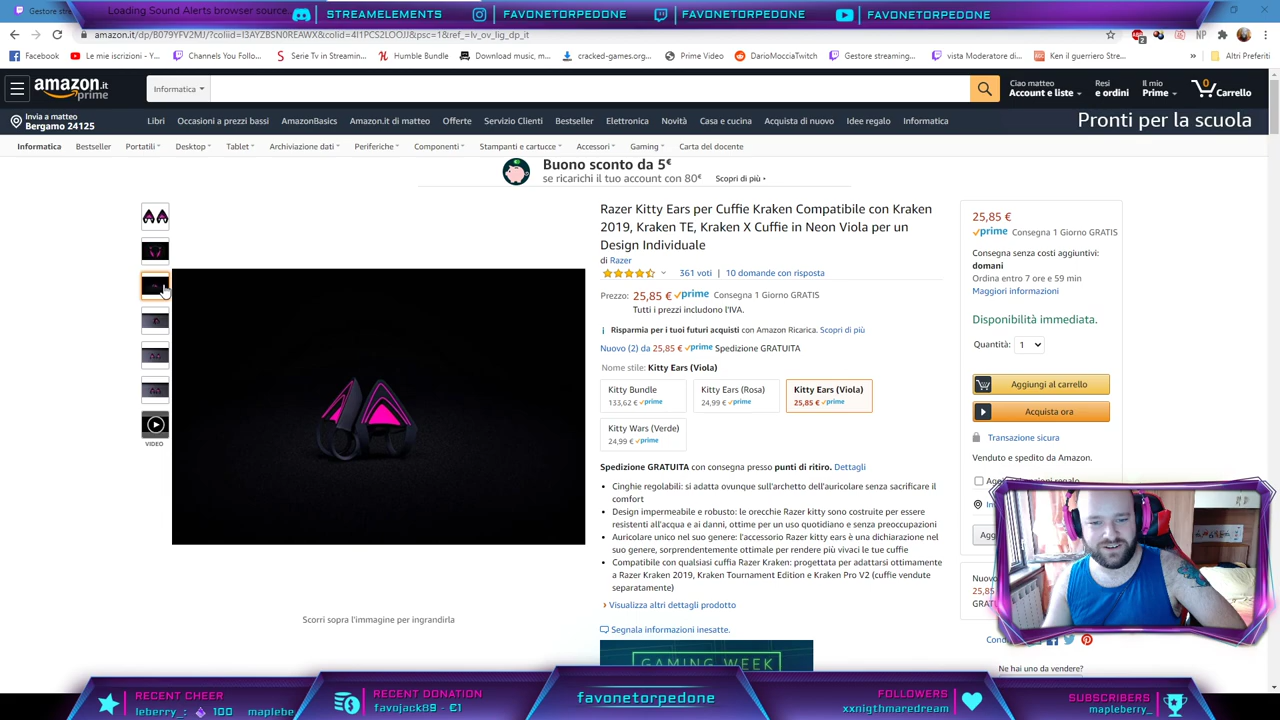 Gestore stre
Loading Sound Alerts browser source.
STREAMELEMENTS
FAVONETORPEDONE
FAVONETORPEDONE
FAVONETORPEDONE
amazon.it/dp/B079YFV2MJ/?coliid=I3AYZBSN0REAWX&colid=4I1PCS2LOOJJ&psc=1&ref_=lv_ov_lig_dp_it
Facebook
Le mie iscrizioni - Y...
Channels You Follo...
Serie Tv in Streamin...
Humble Bundle
Download music, m...
cracked-games.org...
Prime Video
DarioMocciaTwitch
Gestore streaming...
vista Moderatore di...
Ken il guerriero Stre...
» Altri Preferiti
amazon.it
prime
Informatica
Ciao matteo
Account e liste
Resi
e ordini
Il mio
Prime
0
Carrello
Invia a matteo
Bergamo 24125
Libri
Occasioni a prezzi bassi
AmazonBasics
Amazon.it di matteo
Offerte
Servizio Clienti
Bestseller
Elettronica
Novità
Casa e cucina
Acquista di nuovo
Idee regalo
Informatica
Pronti per la scuola
Informatica
Bestseller
Portatili
Desktop
Tablet
Archiviazione dati
Periferiche
Componenti
Stampanti e cartucce
Accessori
Gaming
Carta del docente
Buono sconto da 5€
se ricarichi il tuo account con 80€
Scopri di più ›
VIDEO
Scorri sopra l'immagine per ingrandirla
Razer Kitty Ears per Cuffie Kraken Compatibile con Kraken
2019, Kraken TE, Kraken X Cuffie in Neon Viola per un
Design Individuale
di Razer
361 voti | 10 domande con risposta
Prezzo: 25,85 € prime Consegna 1 Giorno GRATIS
Tutti i prezzi includono l'IVA.
Risparmia per i tuoi futuri acquisti con Amazon Ricarica. Scopri di più
Nuovo (2) da 25,85 € prime Spedizione GRATUITA
Nome stile: Kitty Ears (Viola)
Kitty Bundle
133,62 € prime
Kitty Ears (Rosa)
24,99 € prime
Kitty Ears (Viola)
25,85 € prime
Kitty Wars (Verde)
24,99 € prime
Spedizione GRATUITA con consegna presso punti di ritiro. Dettagli
• Cinghie regolabili: si adatta ovunque sull'archetto dell'auricolare senza sacrificare il
comfort
• Design impermeabile e robusto: le orecchie Razer kitty sono costruite per essere
resistenti all'acqua e ai danni, ottime per un uso quotidiano e senza preoccupazioni
• Auricolare unico nel suo genere: l'accessorio Razer kitty ears è una dichiarazione nel
suo genere, sorprendentemente ottimale per rendere più vivaci le tue cuffie
• Compatibile con qualsiasi cuffia Razer Kraken: progettata per adattarsi ottimamente
a Razer Kraken 2019, Kraken Tournament Edition e Kraken Pro V2 (cuffie vendute
separatamente)
› Visualizza altri dettagli prodotto
Segnala informazioni inesatte.
GAMING WEEK
25,85 €
prime Consegna 1 Giorno GRATIS
Consegna senza costi aggiuntivi:
domani
Ordina entro 7 ore e 59 min
Maggiori informazioni
Disponibilità immediata.
Quantità: 1
Aggiungi al carrello
Acquista ora
Transazione sicura
Venduto e spedito da Amazon.
Agg
Nuovo
25,85
GRAT
Cond
Ne hai uno da vendere?
RECENT CHEER
leberry_: 100 maplebe
RECENT DONATION
favojack89 - €1
favonetorpedone
FOLLOWERS
xxnigthmaredream
SUBSCRIBERS
mapleberry_